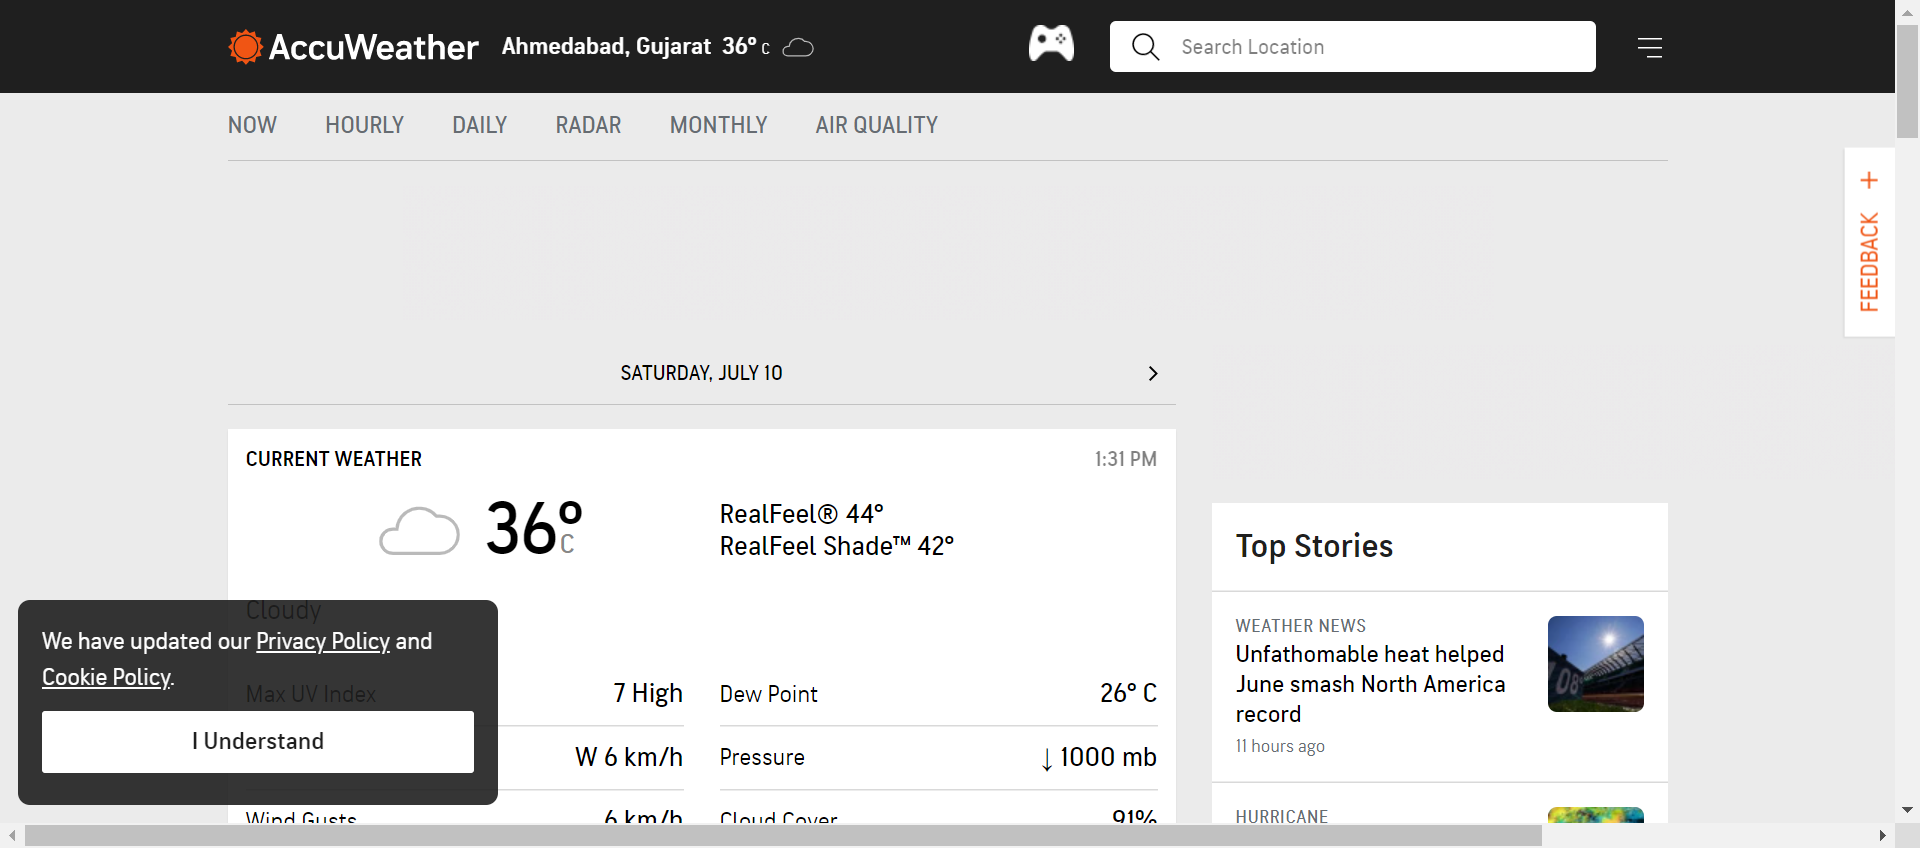 AccuWeather Ahmedabad, Gujarat 36° C Search Location
NOW HOURLY DAILY RADAR MONTHLY AIR QUALITY
+ FEEDBACK
SATURDAY, JULY 10
CURRENT WEATHER 1:31 PM
36° C
RealFeel® 44°
RealFeel Shade™ 42°
Cloudy
Max UV Index 7 High
W 6 km/h
Wind Gusts 6 km/h
Dew Point 26° C
Pressure ↓ 1000 mb
Cloud Cover 91%
We have updated our Privacy Policy and
Cookie Policy.
I Understand
Top Stories
WEATHER NEWS
Unfathomable heat helped
June smash North America
record
11 hours ago
08
HURRICANE